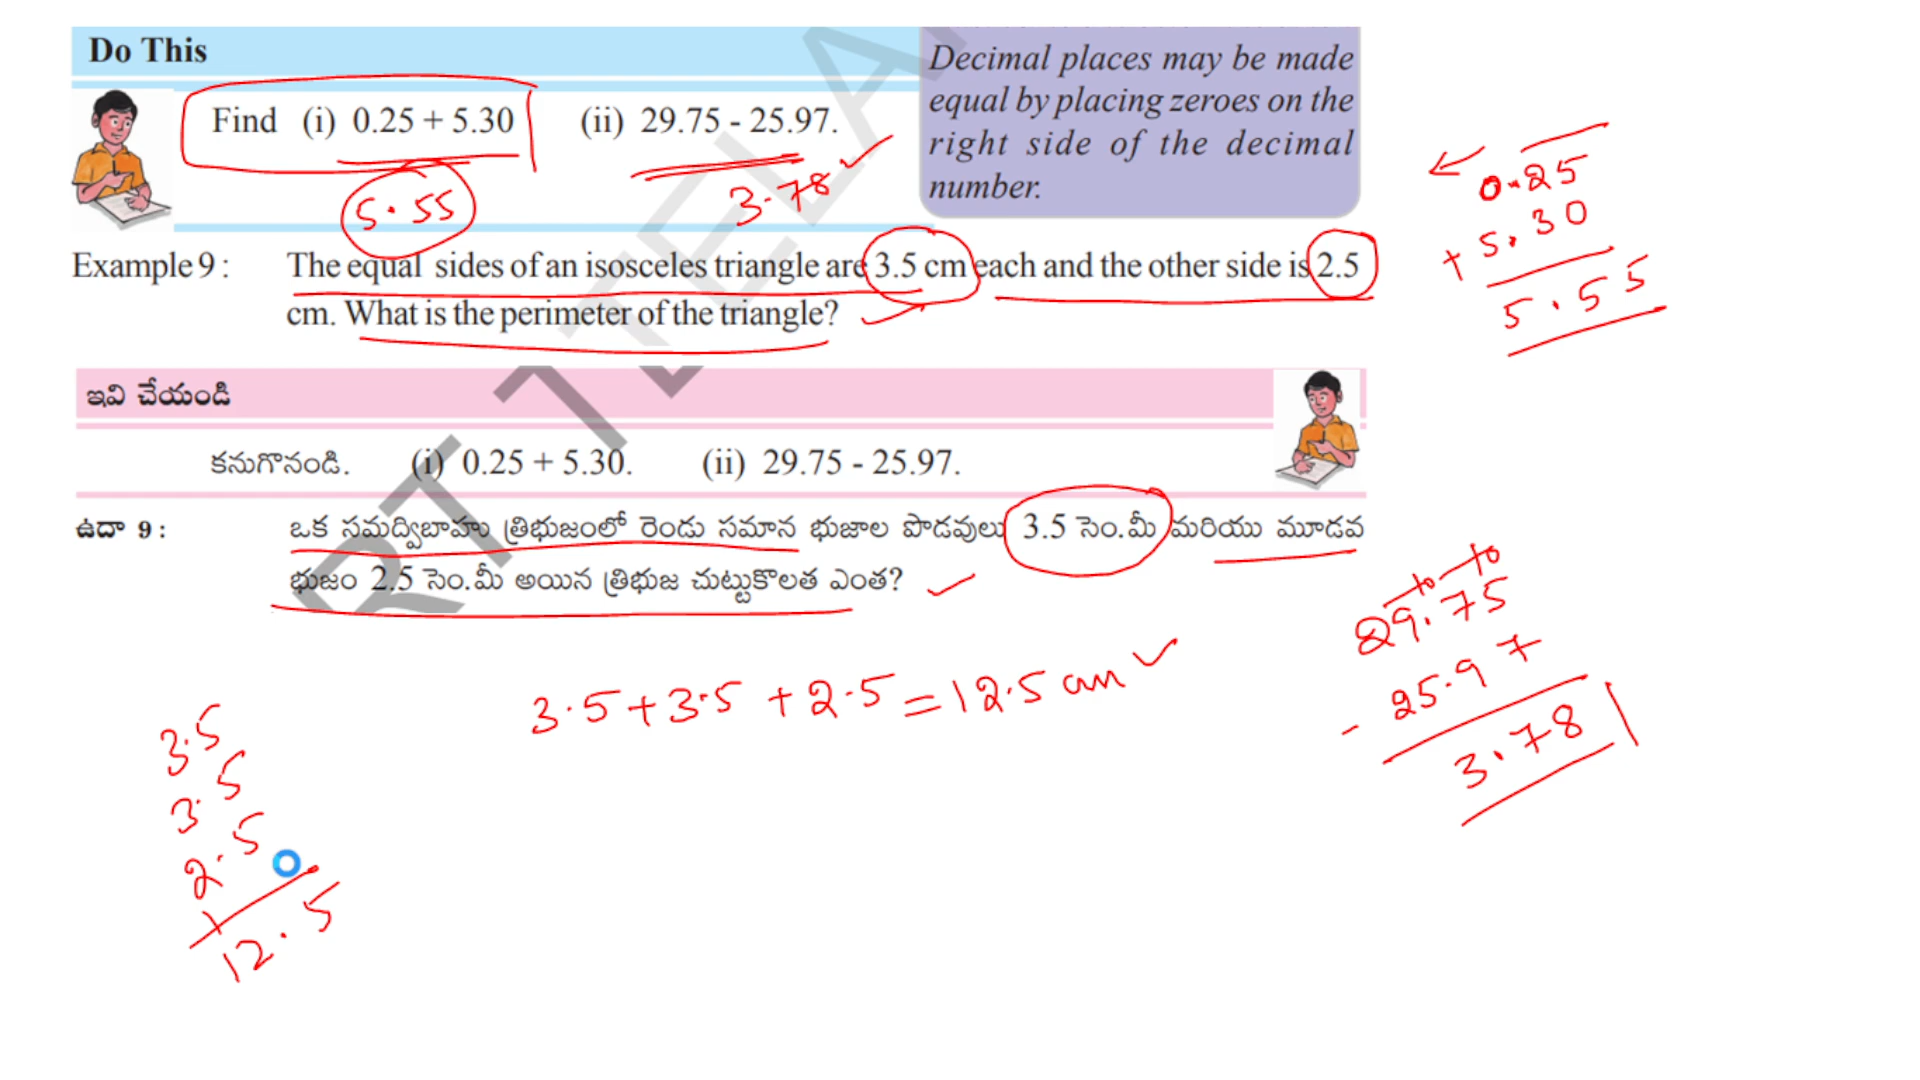 Do This
Find (i) 0.25 + 5.30 (ii) 29.75 - 25.97.
5.55
3.78
Decimal places may be made
equal by placing zeroes on the
right side of the decimal
number.
0.25
+ 5.30
5.55
Example 9 : The equal sides of an isosceles triangle are 3.5 cm each and the other side is 2.5
cm. What is the perimeter of the triangle?
ఇవి చేయండి
కనుగొనండి. (i) 0.25 + 5.30. (ii) 29.75 - 25.97.
ఉదా 9 : ఒక సమద్విబాహు త్రిభుజంలో రెండు సమాన భుజాల పొడవులు 3.5 సెం.మీ మరియు మూడవ
భుజం 2.5 సెం.మీ అయిన త్రిభుజ చుట్టుకొలత ఎంత?
RT TELA
3.5+3.5 +2.5=12.5 cm
10 10
29.75
- 25.97
3.78
3.5
3.5
2.5
12.5